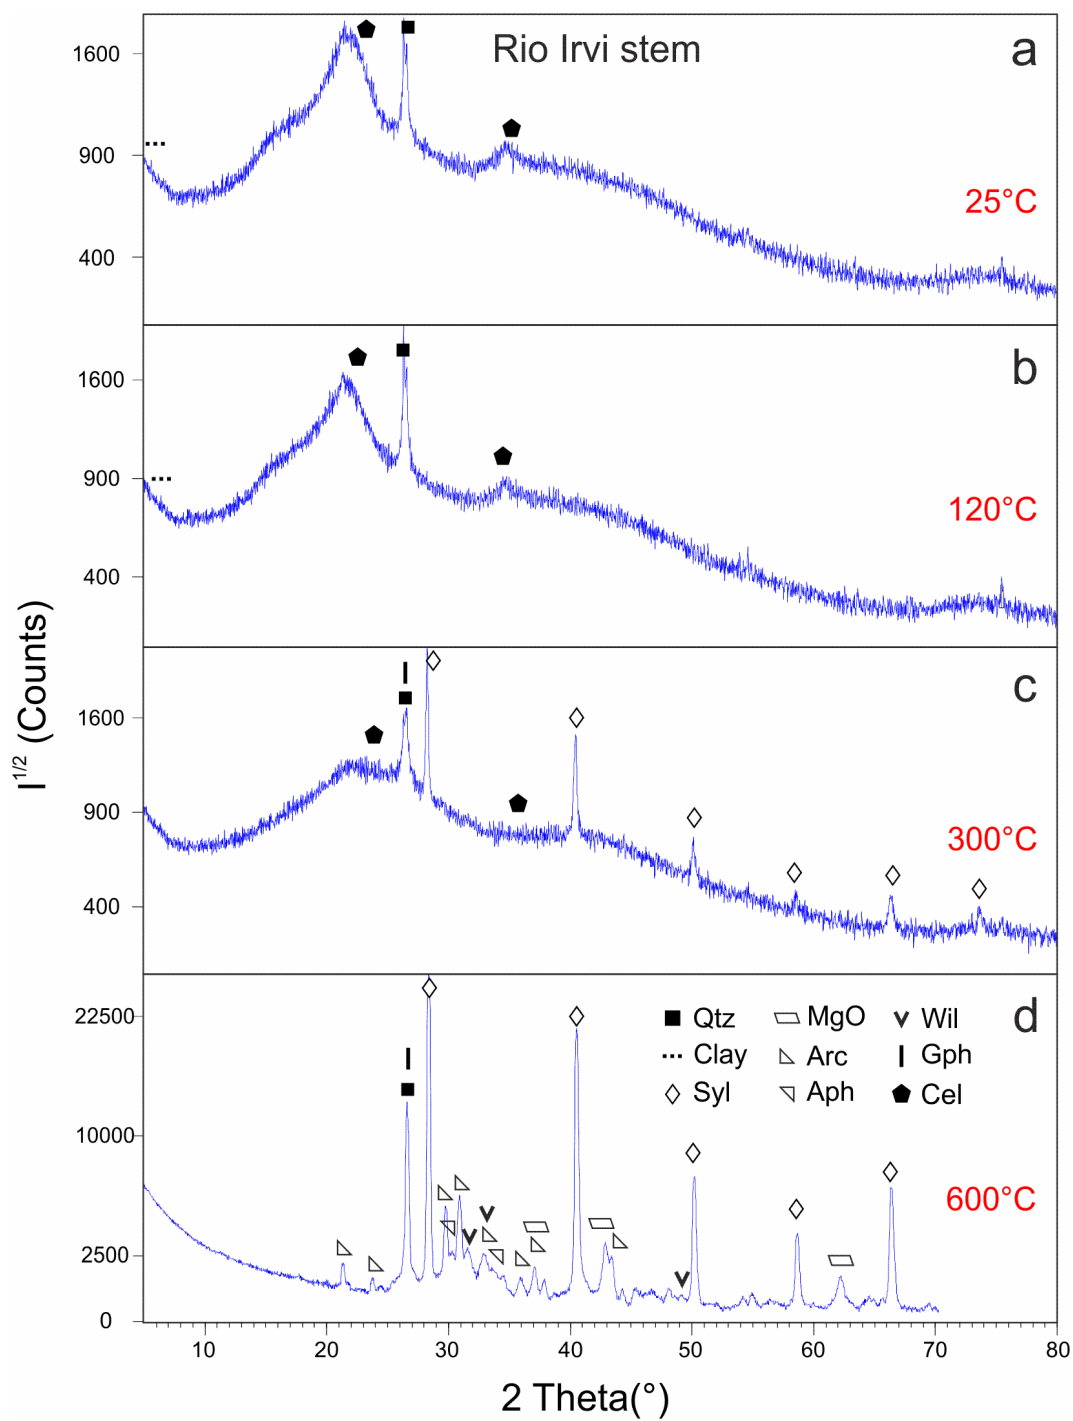 Rio Irvi stem
a
1600
900
400
25°C
b
1600
900
400
120°C
c
1600
900
400
300°C
d
22500
10000
2500
0
Qtz
MgO
Wil
Clay
Arc
Gph
Syl
Aph
Cel
600°C
I1/2 (Counts)
10 20 30 40 50 60 70 80
2 Theta(°)